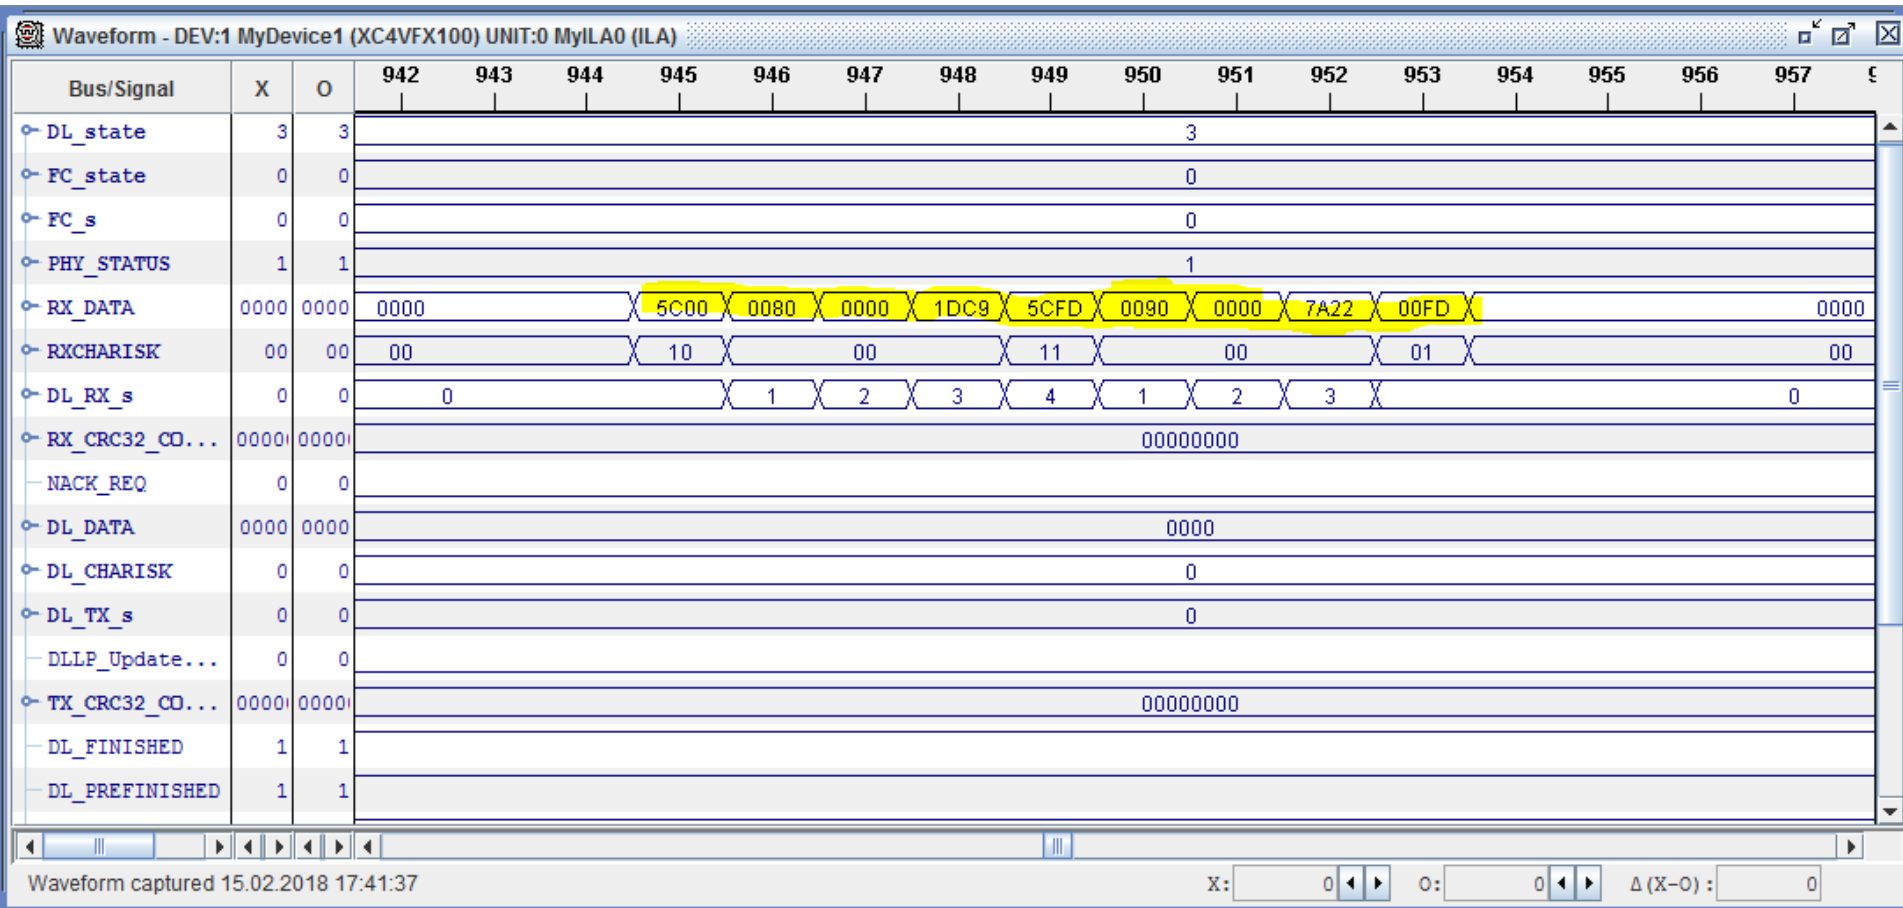 Waveform - DEV:1 MyDevice1 (XC4VFX100) UNIT:0 MyILA0 (ILA)
Bus/Signal X O 942 943 944 945 946 947 948 949 950 951 952 953 954 955 956 957
DL_state 3 3 3
FC_state 0 0 0
FC_s 0 0 0
PHY_STATUS 1 1 1
RX_DATA 0000 0000 0000 5C00 0080 0000 1DC9 5CFD 0090 0000 7A22 00FD 0000
RXCHARISK 00 00 00 10 00 11 00 01 00
DL_RX_s 0 0 0 1 2 3 4 1 2 3 0
RX_CRC32_CO... 0000 0000 00000000
NACK_REQ 0 0
DL_DATA 0000 0000 0000
DL_CHARISK 0 0 0
DL_TX_s 0 0 0
DLLP_Update... 0 0
TX_CRC32_CO... 0000 0000 00000000
DL_FINISHED 1 1
DL_PREFINISHED 1 1
Waveform captured 15.02.2018 17:41:37 X: 0 O: 0 Δ(X-O): 0